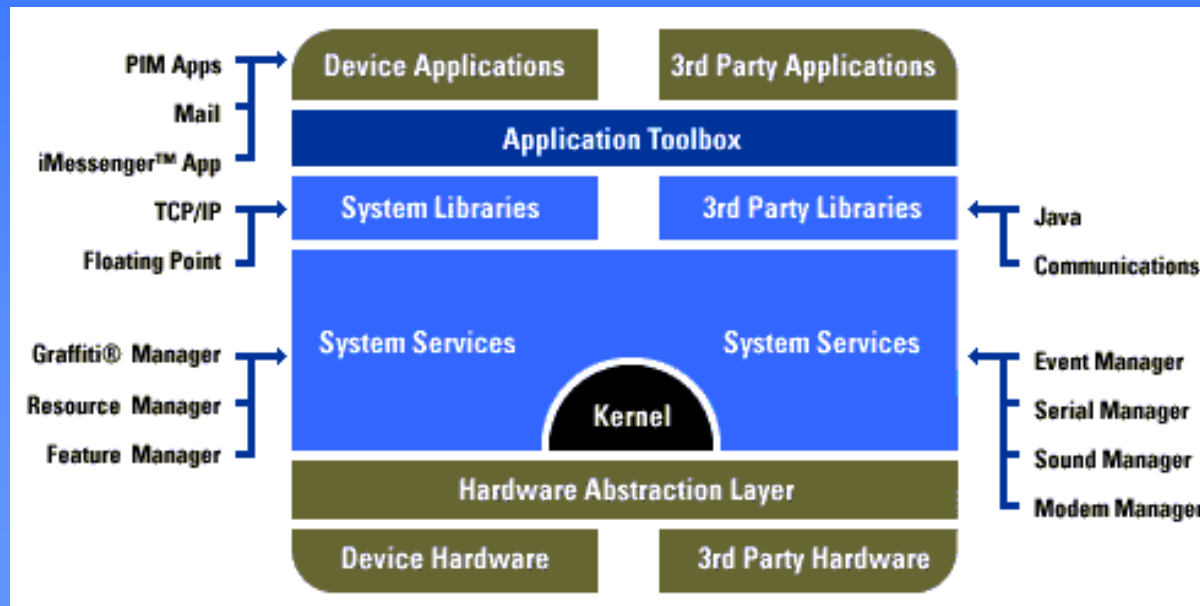 PIM Apps
Mail
iMessenger™ App
Device Applications
3rd Party Applications
Application Toolbox
TCP/IP
Floating Point
System Libraries
3rd Party Libraries
Java
Communications
Graffiti® Manager
Resource Manager
Feature Manager
System Services
System Services
Kernel
Event Manager
Serial Manager
Sound Manager
Modem Manager
Hardware Abstraction Layer
Device Hardware
3rd Party Hardware